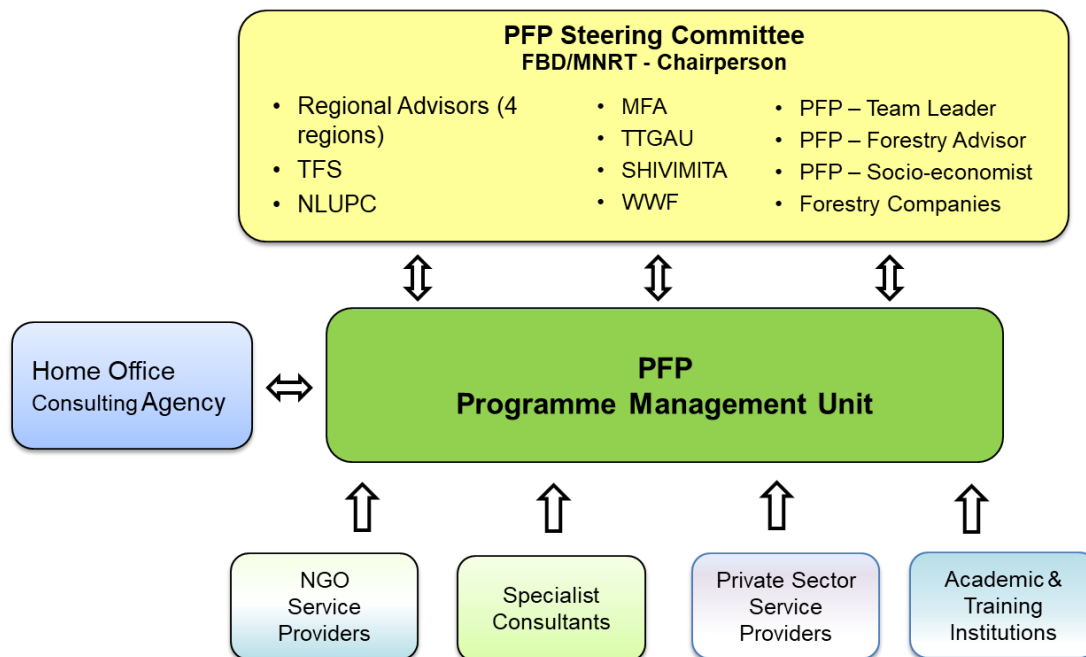 PFP Steering Committee
FBD/MNRT - Chairperson
• Regional Advisors (4
regions)
• TFS
• NLUPC
• MFA
• TTGAU
• SHIVIMITA
• WWF
• PFP – Team Leader
• PFP – Forestry Advisor
• PFP – Socio-economist
• Forestry Companies
Home Office
Consulting Agency
PFP
Programme Management Unit
NGO
Service
Providers
Specialist
Consultants
Private Sector
Service
Providers
Academic &
Training
Institutions